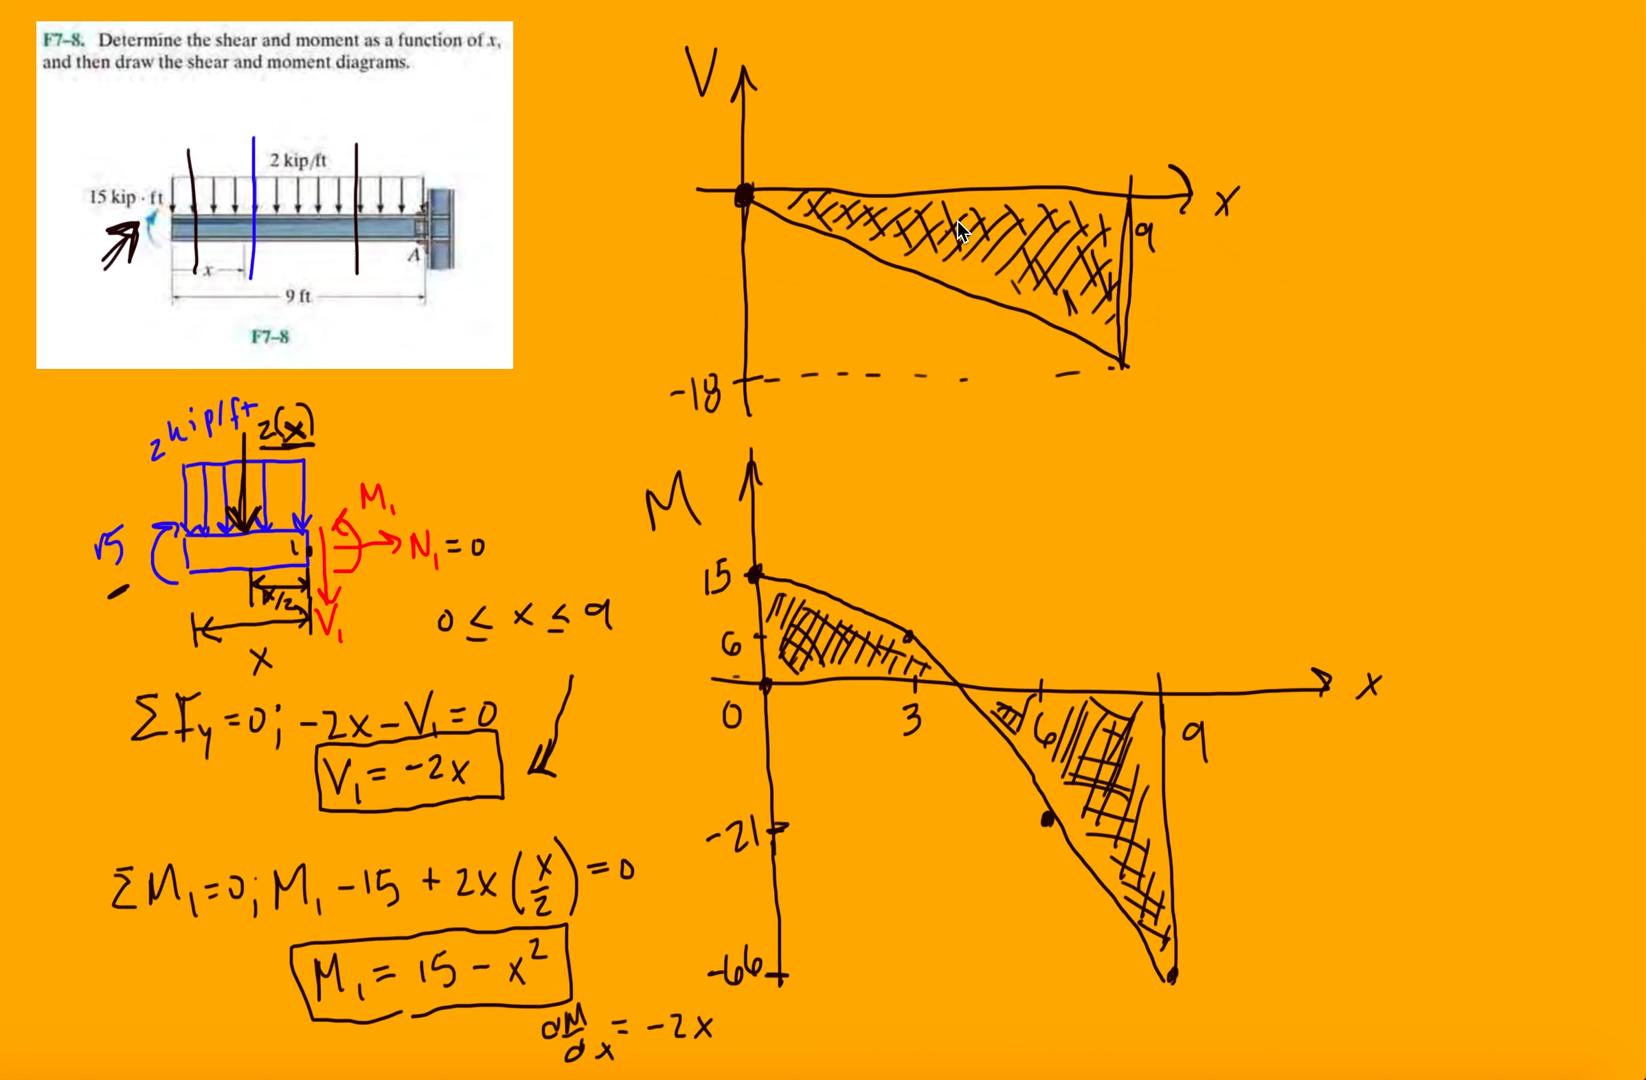 F7–8. Determine the shear and moment as a function of x,
and then draw the shear and moment diagrams.
2 kip/ft
15 kip · ft
A
x
9 ft
F7–8
2 kip/ft
2(x)
M₁
15
1
N₁ = 0
x/2
V₁
x
0 ≤ x ≤ 9
ΣFy = 0; -2x - V₁ = 0
V₁ = -2x
ΣM₁ = 0; M₁ - 15 + 2x (x/2) = 0
M₁ = 15 - x²
dM/dx = -2x
V
x
9
-18
M
15
6
x
0
3
6
9
-21
-66